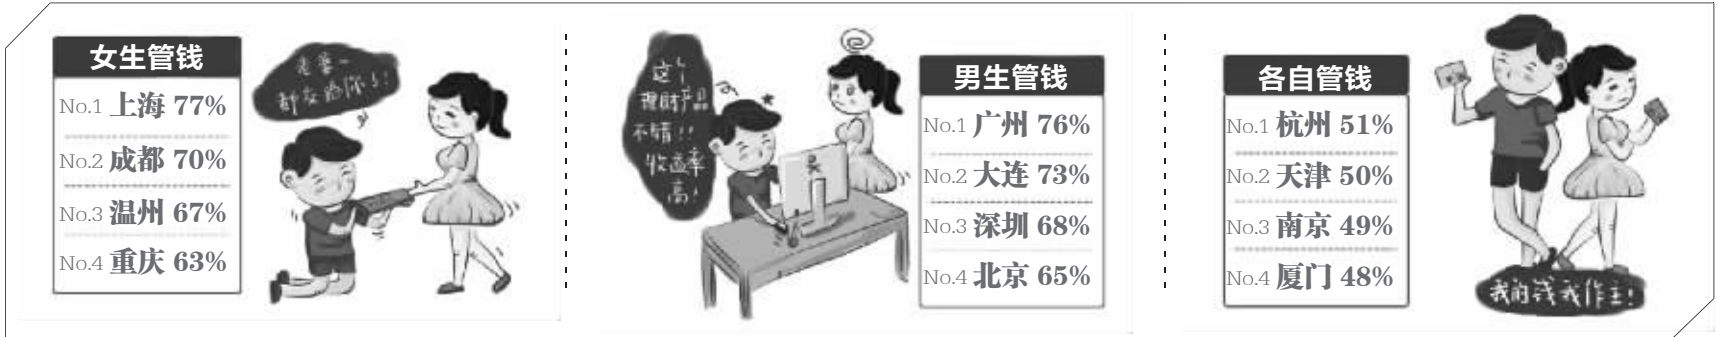 女生管钱
No.1 上海 77%
No.2 成都 70%
No.3 温州 67%
No.4 重庆 63%
老婆一
都交给你了!
这个
理财产品
不错!!
收益率
高!
男生管钱
No.1 广州 76%
No.2 大连 73%
No.3 深圳 68%
No.4 北京 65%
各自管钱
No.1 杭州 51%
No.2 天津 50%
No.3 南京 49%
No.4 厦门 48%
我的钱我作主!